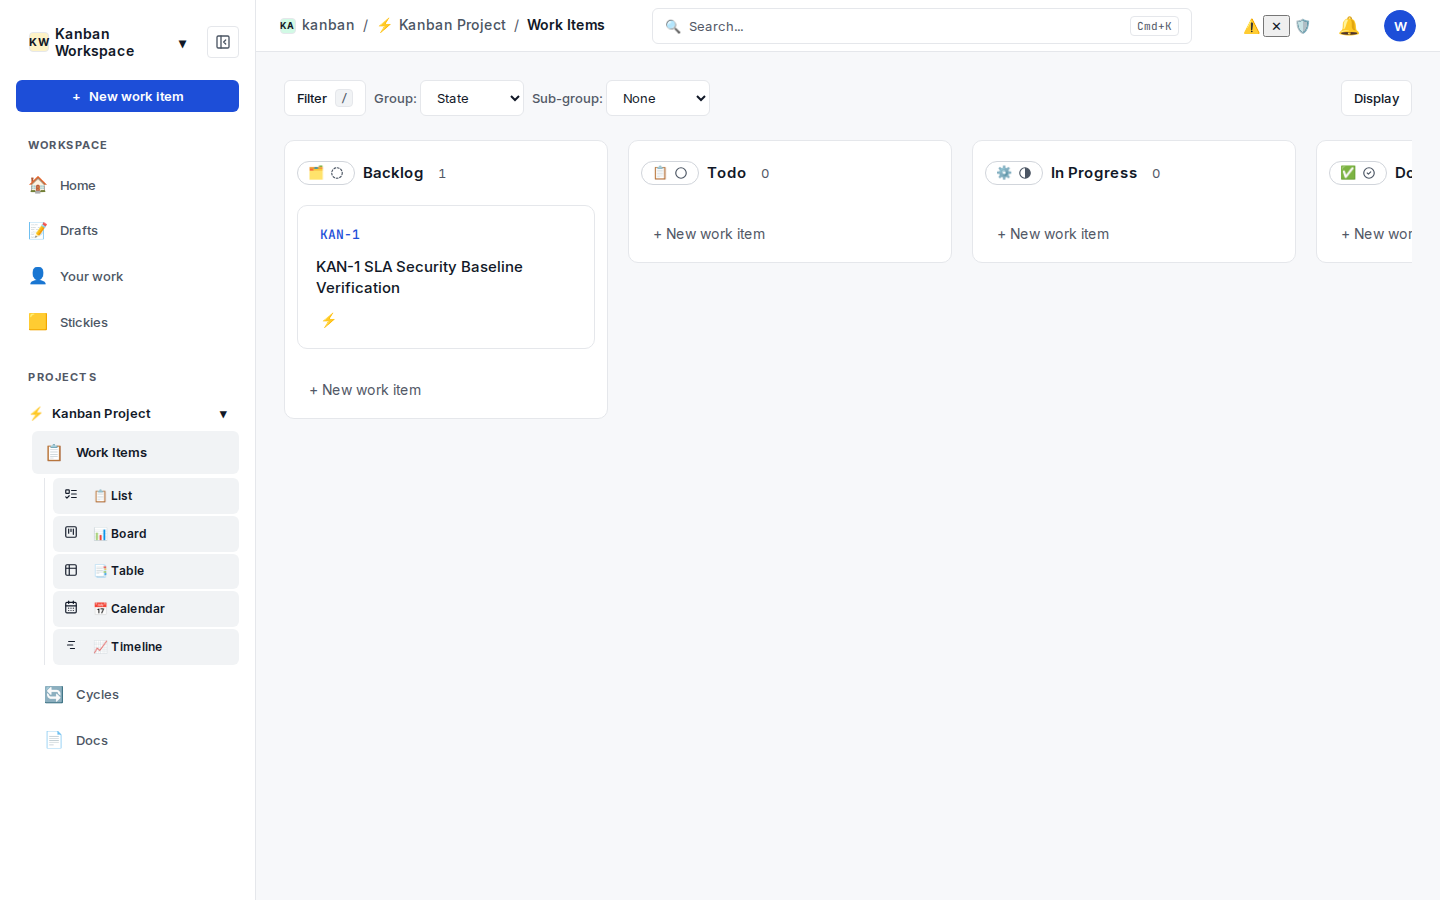 KW Kanban Workspace ▼
+ New work item
WORKSPACE
🏠 Home
📝 Drafts
👤 Your work
🟨 Stickies
PROJECTS
⚡ Kanban Project ▼
📋 Work Items
📋 List
📊 Board
📑 Table
📅 Calendar
📈 Timeline
🔄 Cycles
📄 Docs
KA kanban / ⚡ Kanban Project / Work Items
🔍 Search... Cmd+K
⚠️ ✕ 🛡️ 🔔 W
Filter / Group: State Sub-group: None
Display
🗂️ Backlog 1
KAN-1
KAN-1 SLA Security Baseline
Verification
⚡
+ New work item
📋 Todo 0
+ New work item
⚙️ In Progress 0
+ New work item
✅ Do
+ New wor